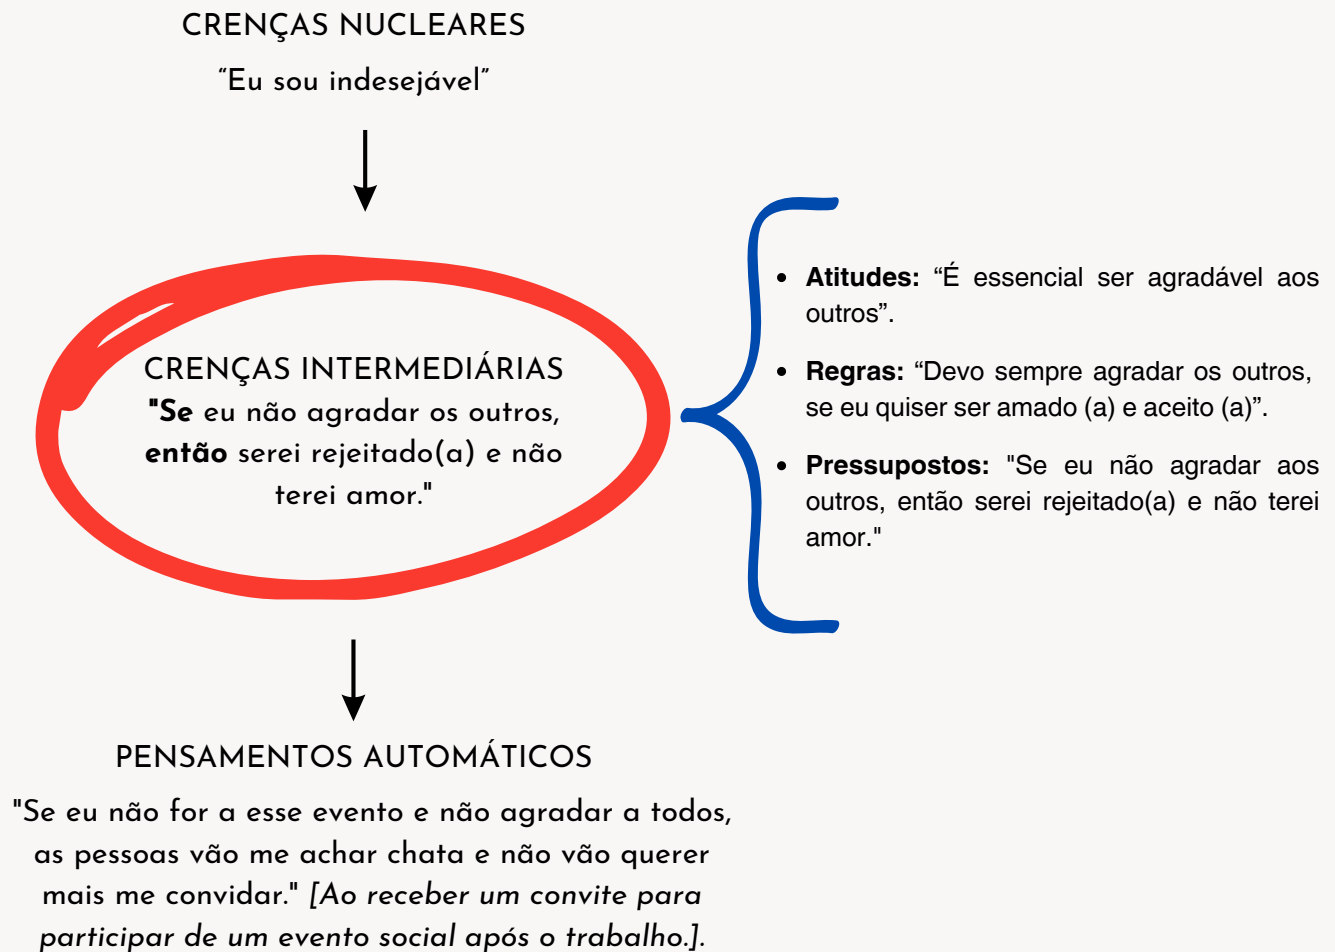 CRENÇAS NUCLEARES
“Eu sou indesejável”
CRENÇAS INTERMEDIÁRIAS
"Se eu não agradar os outros,
então serei rejeitado(a) e não
terei amor."
• Atitudes: “É essencial ser agradável aos
outros”.
• Regras: “Devo sempre agradar os outros,
se eu quiser ser amado (a) e aceito (a)”.
• Pressupostos: "Se eu não agradar aos
outros, então serei rejeitado(a) e não terei
amor."
PENSAMENTOS AUTOMÁTICOS
"Se eu não for a esse evento e não agradar a todos,
as pessoas vão me achar chata e não vão querer
mais me convidar." [Ao receber um convite para
participar de um evento social após o trabalho.].